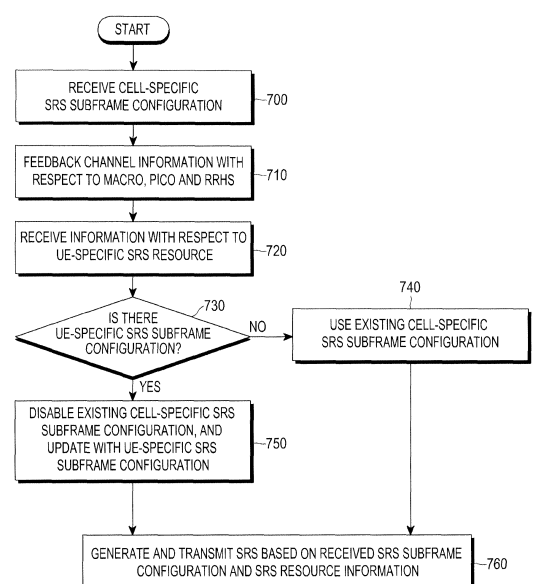 START
RECEIVE CELL-SPECIFIC
SRS SUBFRAME CONFIGURATION
700
FEEDBACK CHANNEL INFORMATION WITH
RESPECT TO MACRO, PICO AND RRHS
710
RECEIVE INFORMATION WITH RESPECT TO
UE-SPECIFIC SRS RESOURCE
720
730
IS THERE
UE-SPECIFIC SRS SUBFRAME
CONFIGURATION?
NO
740
USE EXISTING CELL-SPECIFIC
SRS SUBFRAME CONFIGURATION
YES
DISABLE EXISTING CELL-SPECIFIC SRS
SUBFRAME CONFIGURATION, AND
UPDATE WITH UE-SPECIFIC SRS
SUBFRAME CONFIGURATION
750
GENERATE AND TRANSMIT SRS BASED ON RECEIVED SRS SUBFRAME
CONFIGURATION AND SRS RESOURCE INFORMATION
760